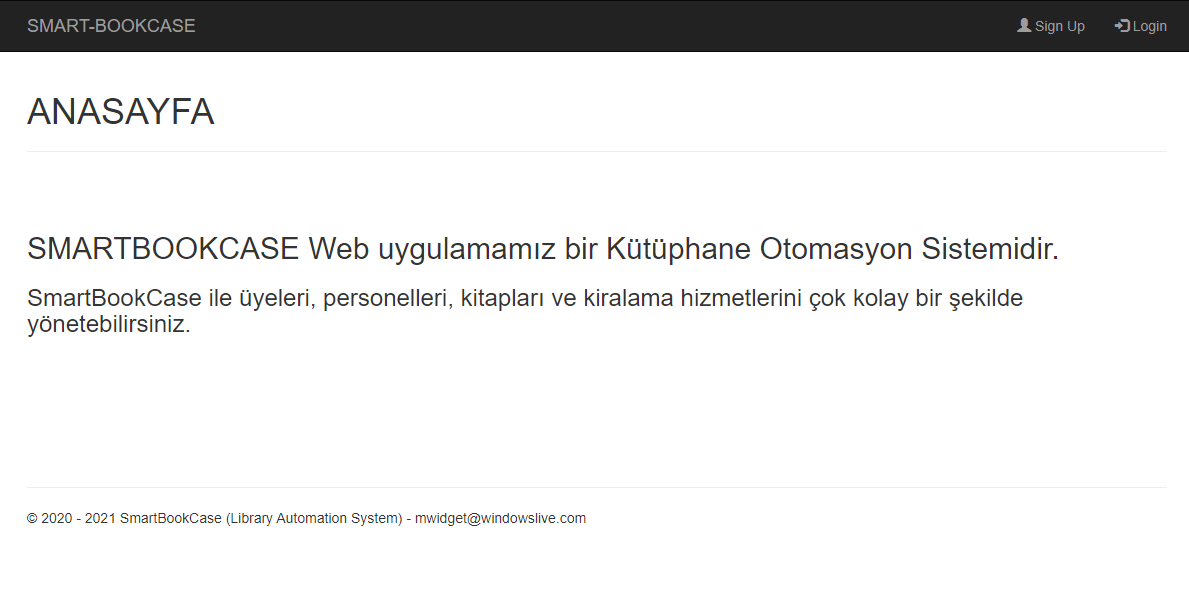 SMART-BOOKCASE Sign Up Login
ANASAYFA
SMARTBOOKCASE Web uygulamamız bir Kütüphane Otomasyon Sistemidir.
SmartBookCase ile üyeleri, personelleri, kitapları ve kiralama hizmetlerini çok kolay bir şekilde
yönetebilirsiniz.
© 2020 - 2021 SmartBookCase (Library Automation System) - mwidget@windowslive.com